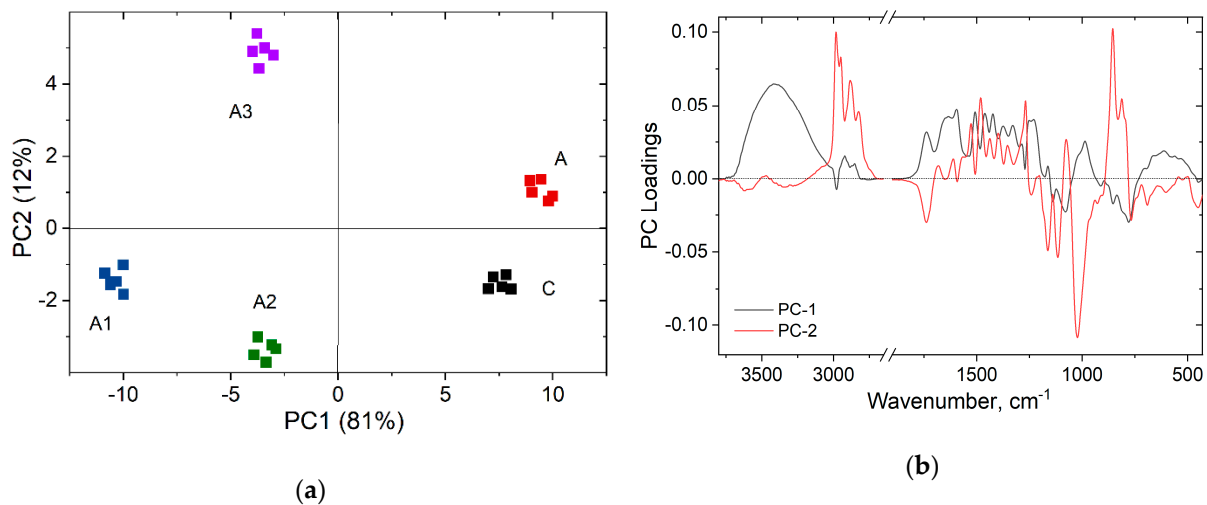 4
2
0
-2
PC2 (12%)
A3
A
A1
A2
C
-10
-5
0
5
10
PC1 (81%)
(a)
0.10
0.05
0.00
-0.05
-0.10
PC Loadings
PC-1
PC-2
3500
3000
1500
1000
500
Wavenumber, cm-1
(b)